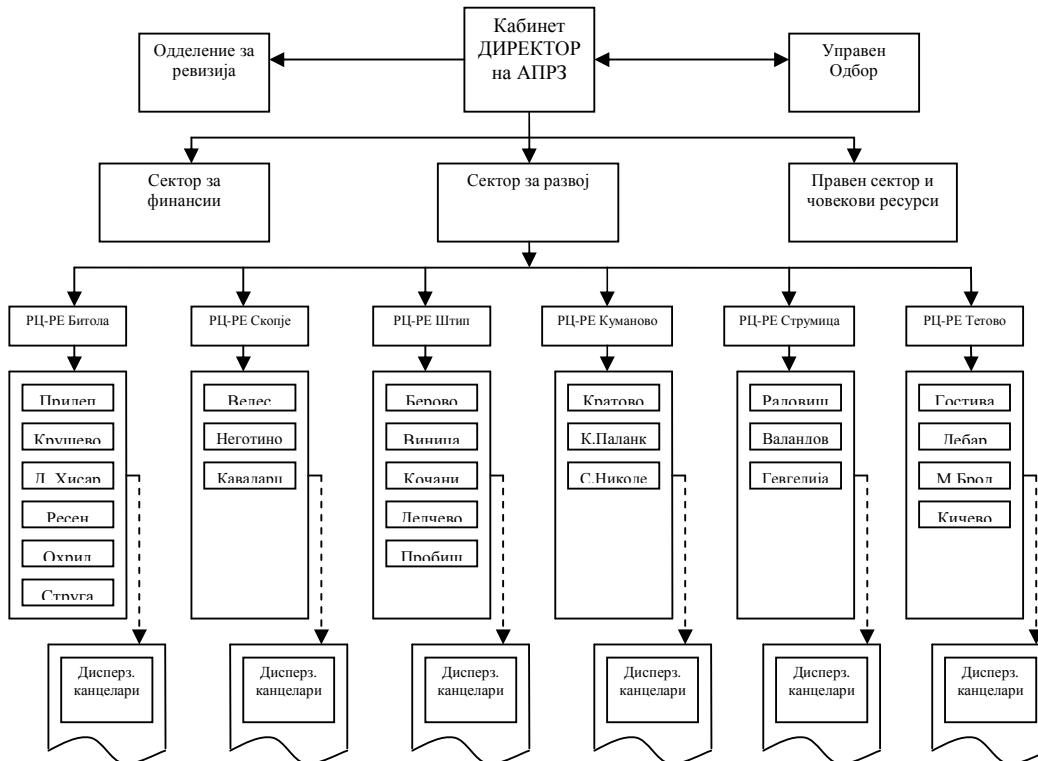 Кабинет
ДИРЕКТОР
на АПРЗ
Одделение за
ревизија
Управен
Одбор
Сектор за
финансии
Сектор за развој
Правен сектор и
човекови ресурси
РЦ-РЕ Битола
РЦ-РЕ Скопје
РЦ-РЕ Штип
РЦ-РЕ Куманово
РЦ-РЕ Струмица
РЦ-РЕ Тетово
Прилеп
Велес
Берово
Кратово
Радовиш
Гостива
Крушево
Неготино
Виница
К.Паланк
Валандов
Дебар
Д. Хисар
Кавадарц
Кочани
С.Николе
Гевгелија
М.Брод
Ресен
Делчево
Кичево
Охрид
Пробиш
Струга
Дисперз.
канцелари
Дисперз.
канцелари
Дисперз.
канцелари
Дисперз.
канцелари
Дисперз.
канцелари
Дисперз.
канцелари